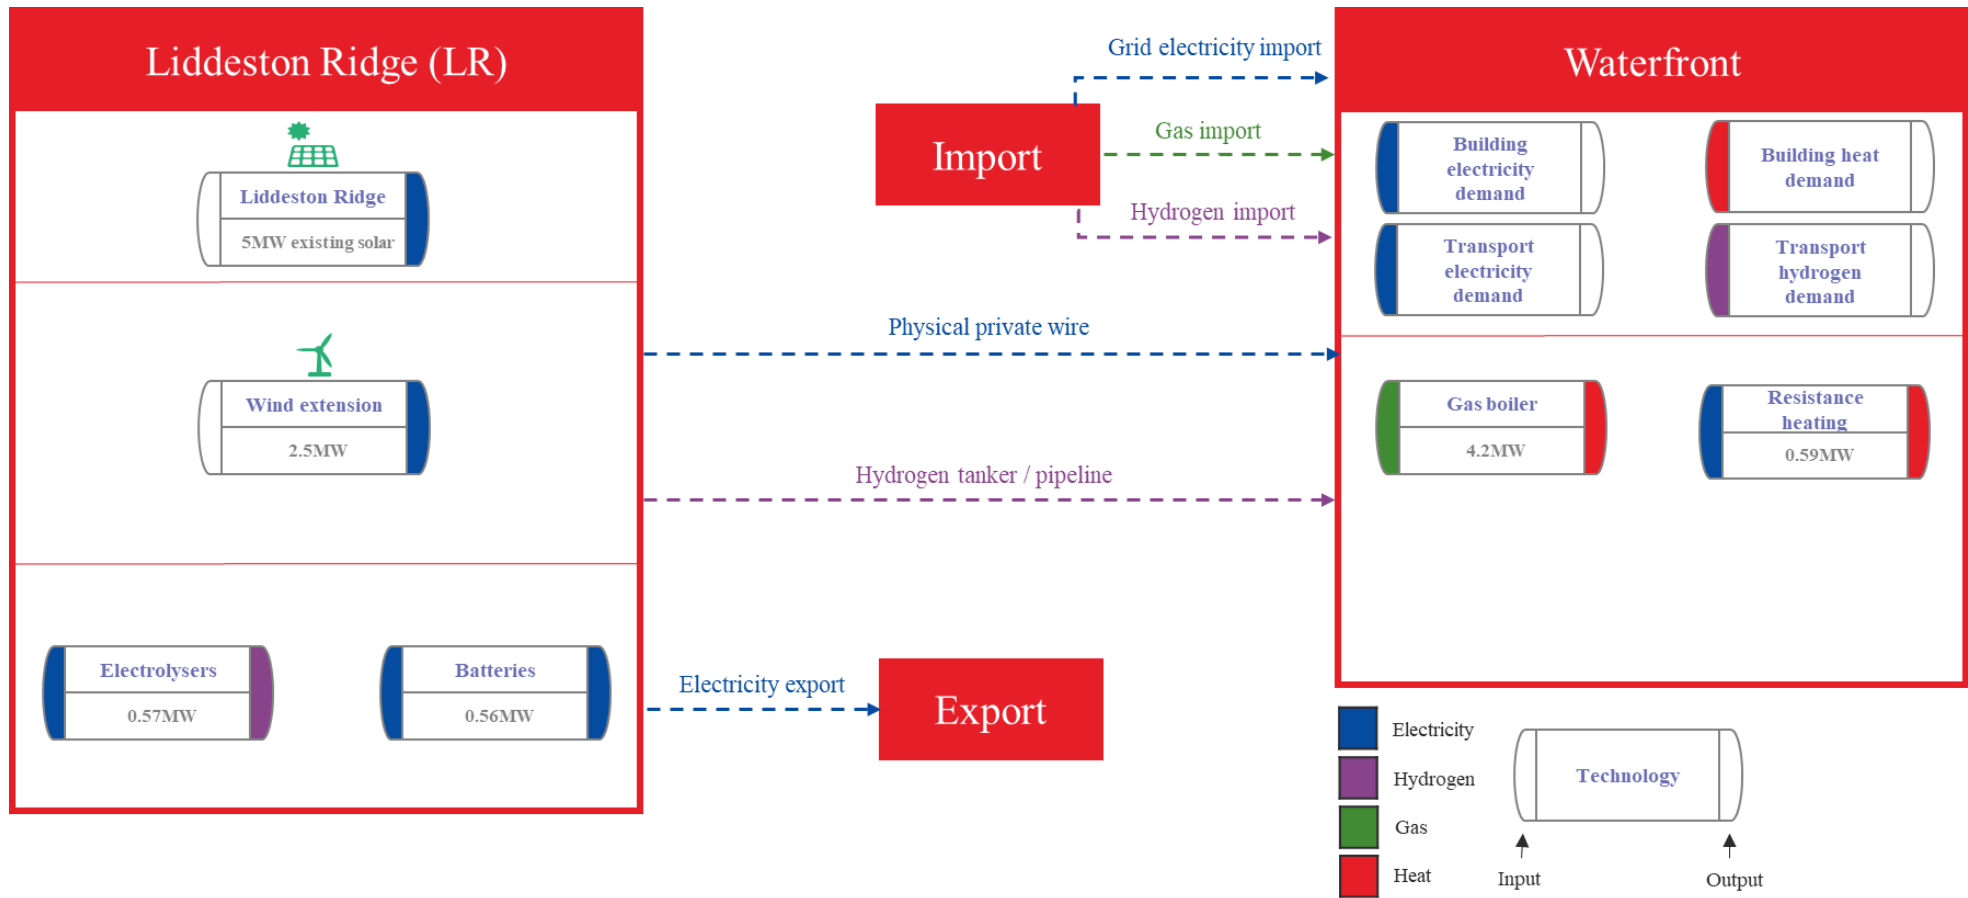 Liddeston Ridge (LR)
Liddeston Ridge
5MW existing solar
Wind extension
2.5MW
Electrolysers
0.57MW
Batteries
0.56MW
Grid electricity import
Import
Gas import
Hydrogen import
Physical private wire
Hydrogen tanker / pipeline
Electricity export
Export
Waterfront
Building
electricity
demand
Building heat
demand
Transport
electricity
demand
Transport
hydrogen
demand
Gas boiler
4.2MW
Resistance
heating
0.59MW
Electricity
Hydrogen
Gas
Heat
Technology
Input
Output